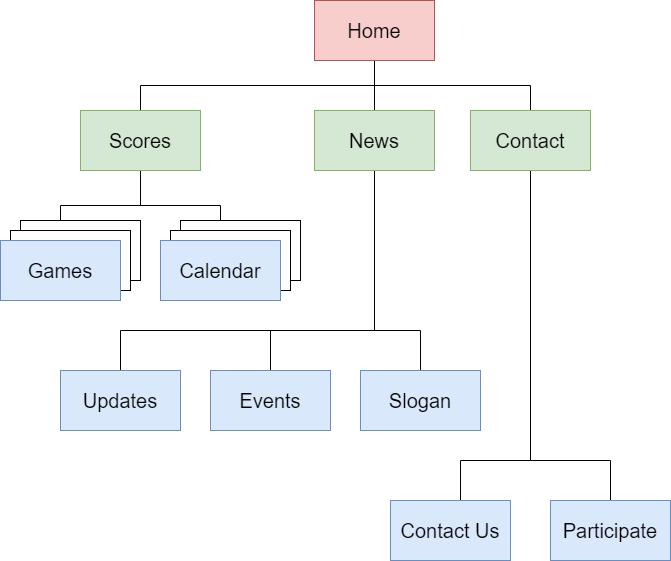 Home
Scores
News
Contact
Games
Calendar
Updates
Events
Slogan
Contact Us
Participate